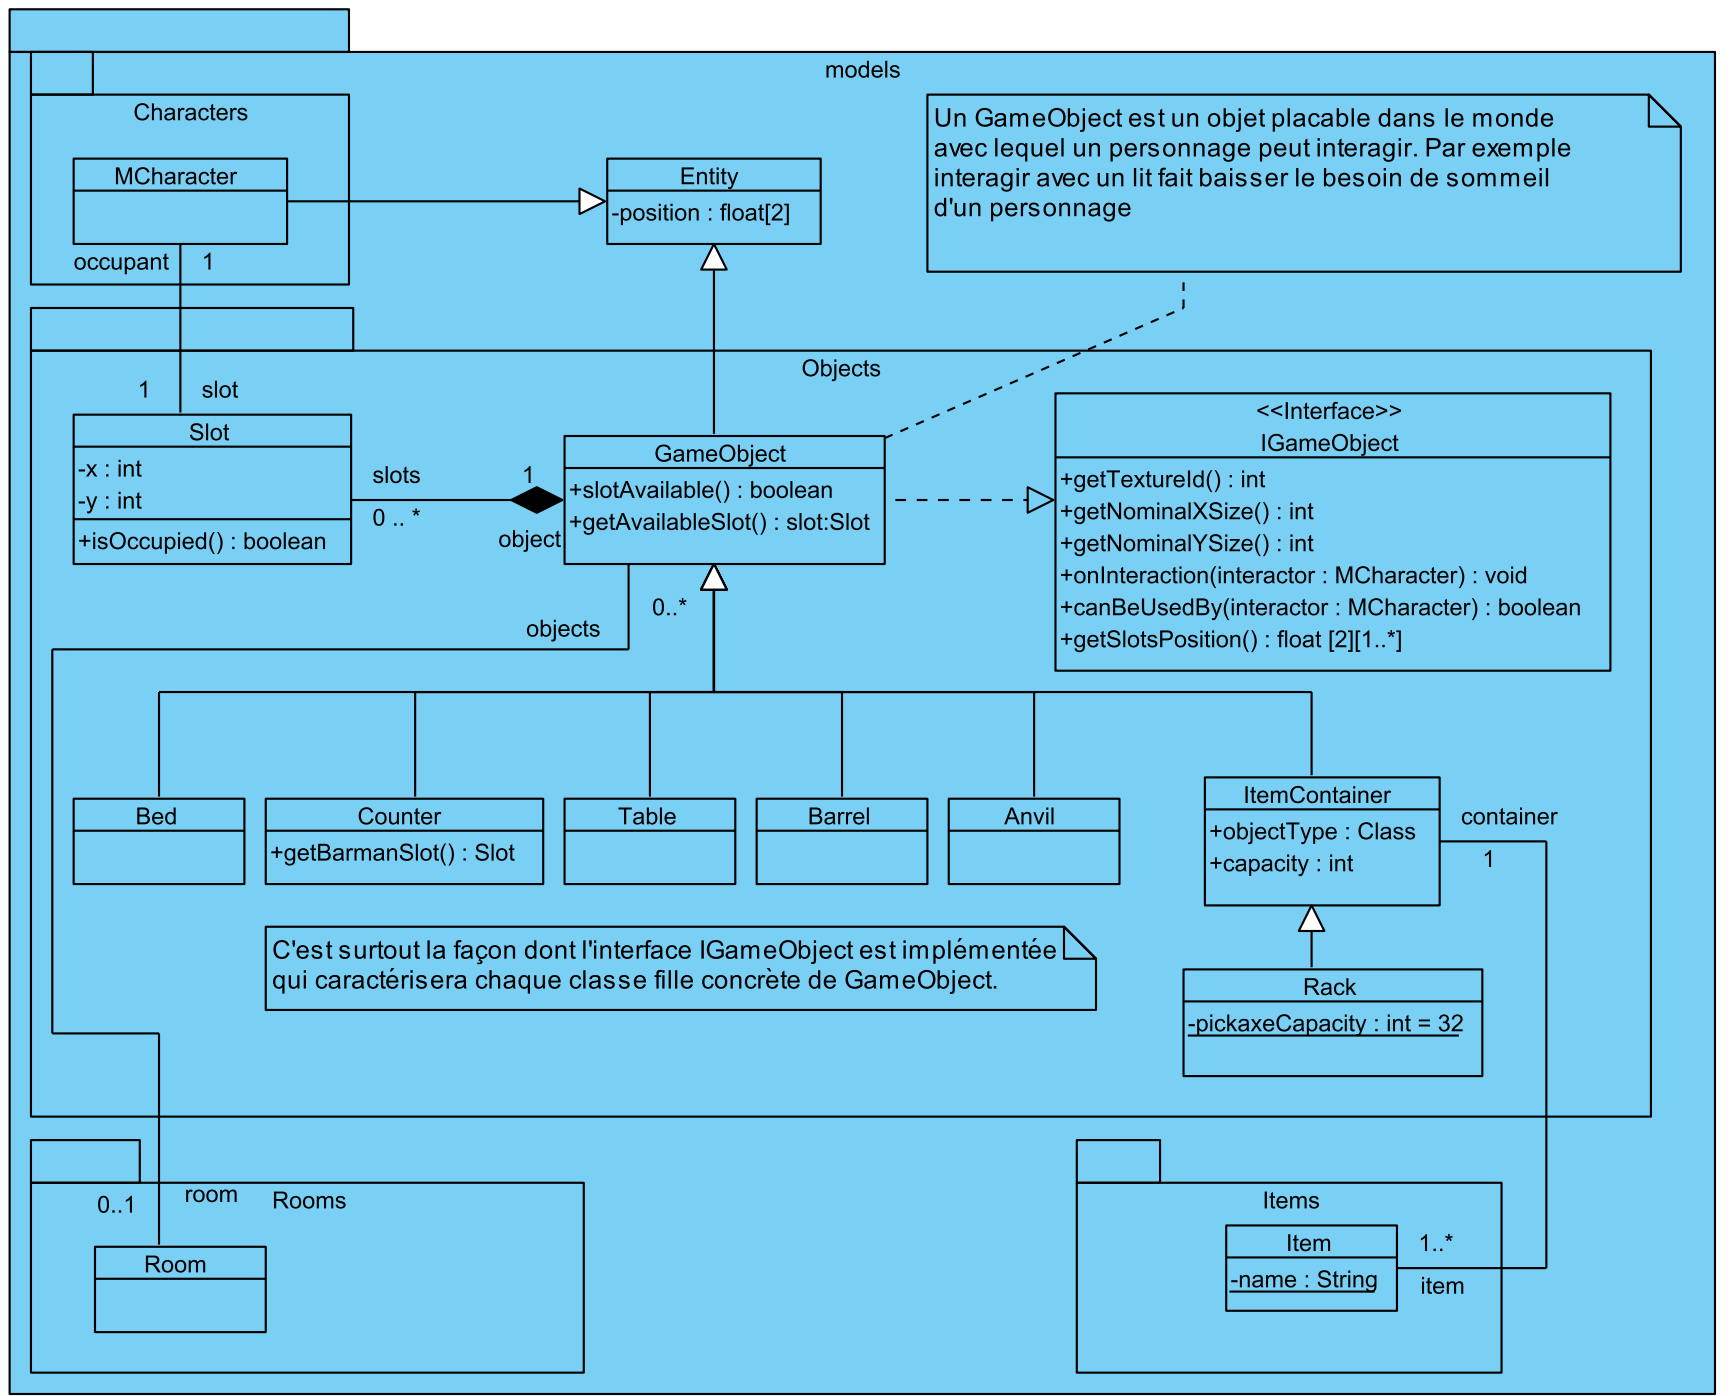 models
Characters
MCharacter
occupant
1
Entity
-position : float[2]
Un GameObject est un objet placable dans le monde
avec lequel un personnage peut interagir. Par exemple
interagir avec un lit fait baisser le besoin de sommeil
d'un personnage
Objects
1
slot
Slot
-x : int
-y : int
+isOccupied() : boolean
slots
0 .. *
1
object
GameObject
+slotAvailable() : boolean
+getAvailableSlot() : slot:Slot
<<Interface>>
IGameObject
+getTextureId() : int
+getNominalXSize() : int
+getNominalYSize() : int
+onInteraction(interactor : MCharacter) : void
+canBeUsedBy(interactor : MCharacter) : boolean
+getSlotsPosition() : float [2][1..*]
0..*
objects
Bed
Counter
+getBarmanSlot() : Slot
Table
Barrel
Anvil
ItemContainer
+objectType : Class
+capacity : int
container
1
C'est surtout la façon dont l'interface IGameObject est implémentée
qui caractérisera chaque classe fille concrète de GameObject.
Rack
-pickaxeCapacity : int = 32
0..1
room
Rooms
Room
Items
Item
-name : String
1..*
item